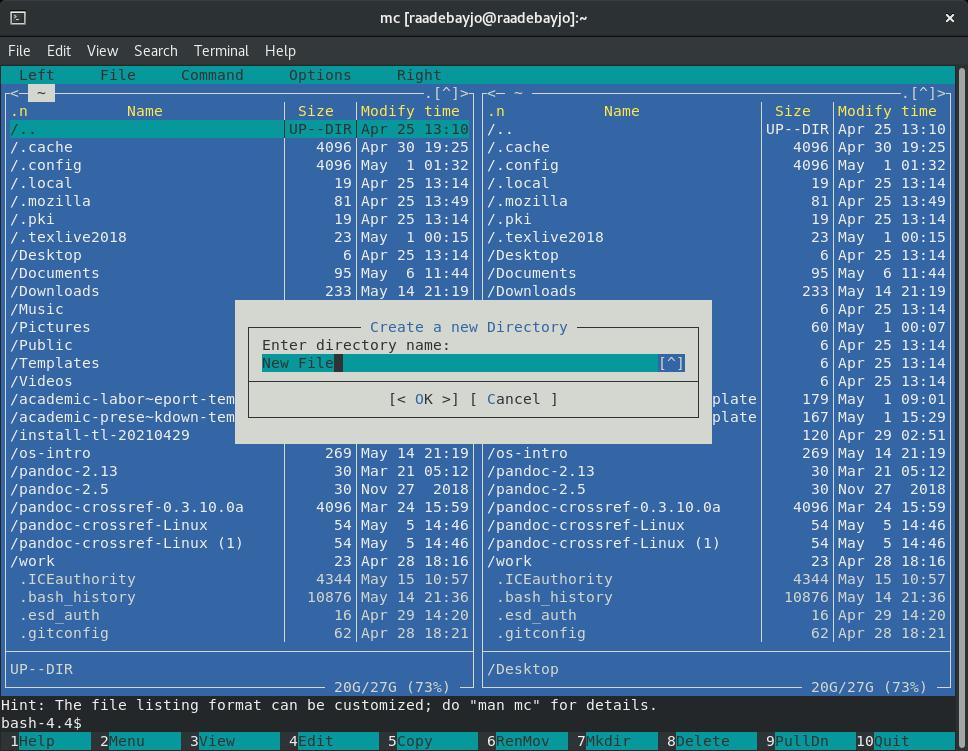 mc [raadebayjo@raadebayjo]:~
File Edit View Search Terminal Help
Left File Command Options Right
<─ ~ ─.[^]> <─ ~ ─.[^]>
.n Name Size Modify time .n Name Size Modify time
/.. UP--DIR Apr 25 13:10 /.. UP--DIR Apr 25 13:10
/.cache 4096 Apr 30 19:25 /.cache 4096 Apr 30 19:25
/.config 4096 May 1 01:32 /.config 4096 May 1 01:32
/.local 19 Apr 25 13:14 /.local 19 Apr 25 13:14
/.mozilla 81 Apr 25 13:49 /.mozilla 81 Apr 25 13:49
/.pki 19 Apr 25 13:14 /.pki 19 Apr 25 13:14
/.texlive2018 23 May 1 00:15 /.texlive2018 23 May 1 00:15
/Desktop 6 Apr 25 13:14 /Desktop 6 Apr 25 13:14
/Documents 95 May 6 11:44 /Documents 95 May 6 11:44
/Downloads 233 May 14 21:19 /Downloads 233 May 14 21:19
/Music 6 Apr 25 13:14
/Pictures Create a new Directory 60 May 1 00:07
/Public Enter directory name: 6 Apr 25 13:14
/Templates New File [^] 6 Apr 25 13:14
/Videos 6 Apr 25 13:14
/academic-labor~eport-tem [< OK >] [ Cancel ] plate 179 May 1 09:01
/academic-prese~kdown-tem plate 167 May 1 15:29
/install-tl-20210429 120 Apr 29 02:51
/os-intro 269 May 14 21:19 /os-intro 269 May 14 21:19
/pandoc-2.13 30 Mar 21 05:12 /pandoc-2.13 30 Mar 21 05:12
/pandoc-2.5 30 Nov 27 2018 /pandoc-2.5 30 Nov 27 2018
/pandoc-crossref-0.3.10.0a 4096 Mar 24 15:59 /pandoc-crossref-0.3.10.0a 4096 Mar 24 15:59
/pandoc-crossref-Linux 54 May 5 14:46 /pandoc-crossref-Linux 54 May 5 14:46
/pandoc-crossref-Linux (1) 54 May 5 14:46 /pandoc-crossref-Linux (1) 54 May 5 14:46
/work 23 Apr 28 18:16 /work 23 Apr 28 18:16
.ICEauthority 4344 May 15 10:57 .ICEauthority 4344 May 15 10:57
.bash_history 10876 May 14 21:36 .bash_history 10876 May 14 21:36
.esd_auth 16 Apr 29 14:20 .esd_auth 16 Apr 29 14:20
.gitconfig 62 Apr 28 18:21 .gitconfig 62 Apr 28 18:21
UP--DIR /Desktop
20G/27G (73%) 20G/27G (73%)
Hint: The file listing format can be customized; do "man mc" for details.
bash-4.4$
1Help 2Menu 3View 4Edit 5Copy 6RenMov 7Mkdir 8Delete 9PullDn 10Quit